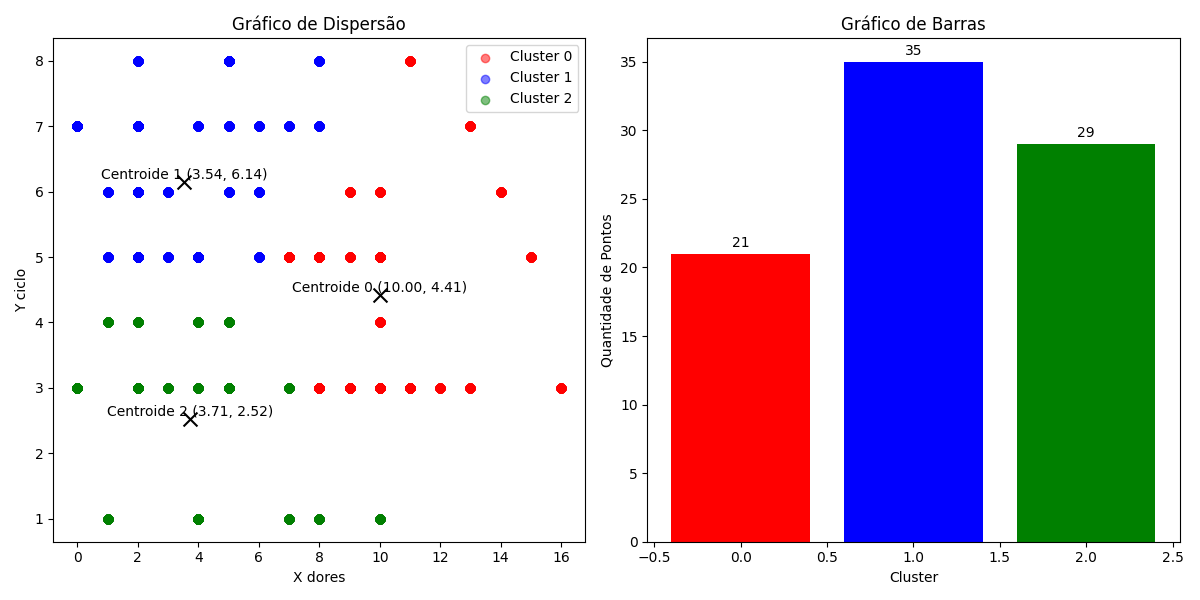 Gráfico de Dispersão
Cluster 0
Cluster 1
Cluster 2
8
7
6
5
4
3
2
1
Y ciclo
Centroide 1 (3.54, 6.14)
Centroide 0 (10.00, 4.41)
Centroide 2 (3.71, 2.52)
0 2 4 6 8 10 12 14 16
X dores
Gráfico de Barras
35
30
25
20
15
10
5
0
Quantidade de Pontos
21
35
29
−0.5 0.0 0.5 1.0 1.5 2.0 2.5
Cluster